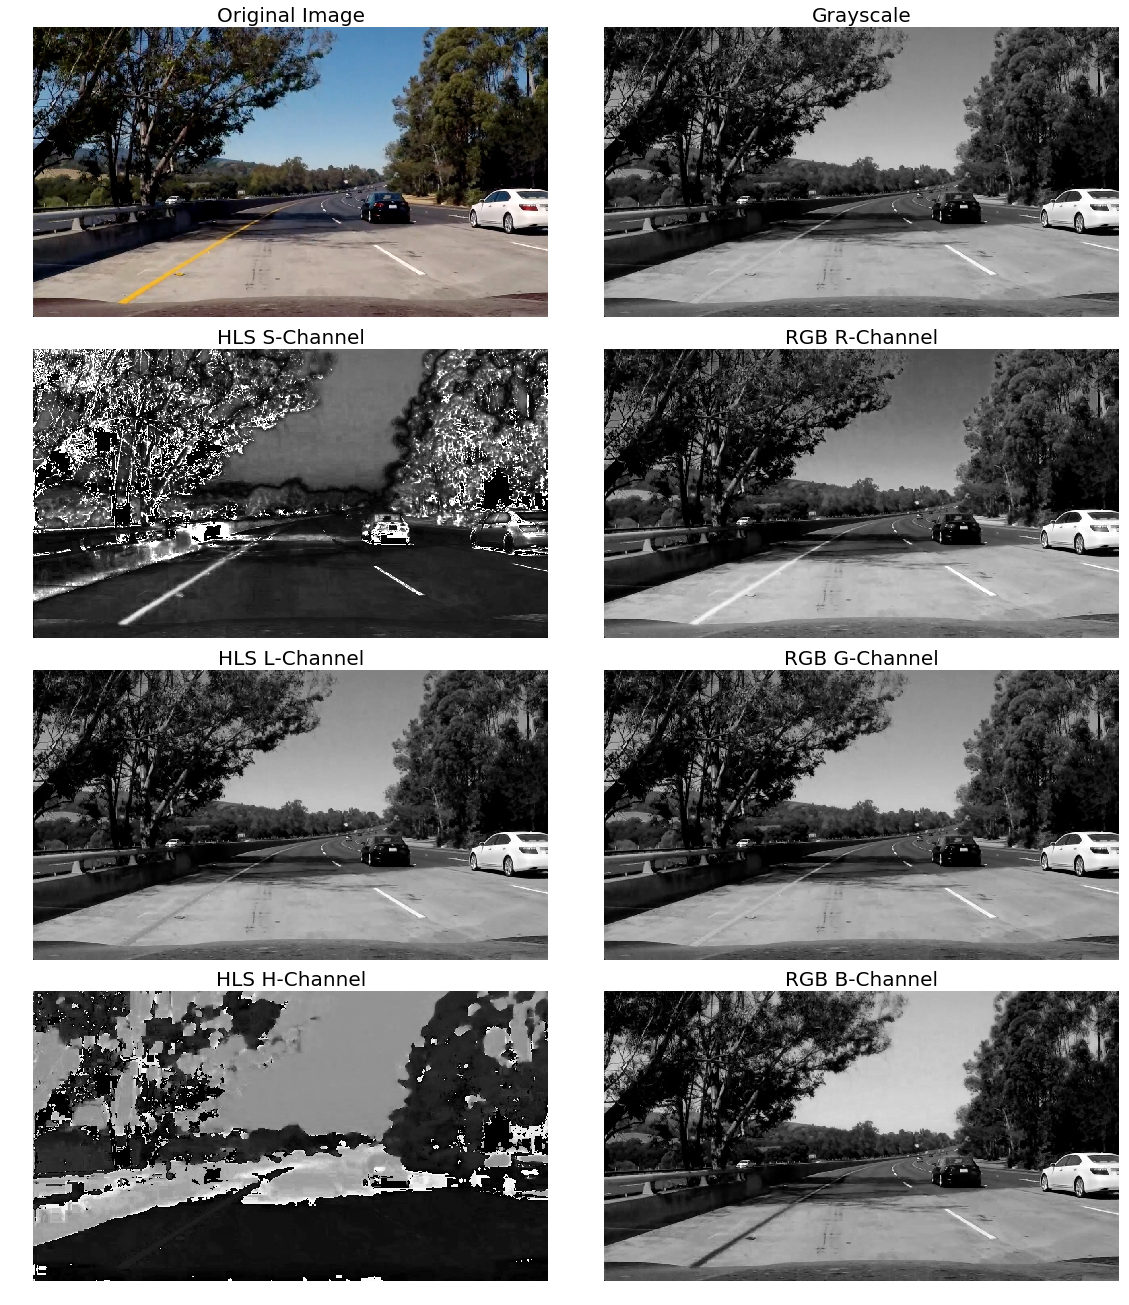 Original Image
Grayscale
HLS S-Channel
RGB R-Channel
HLS L-Channel
RGB G-Channel
HLS H-Channel
RGB B-Channel